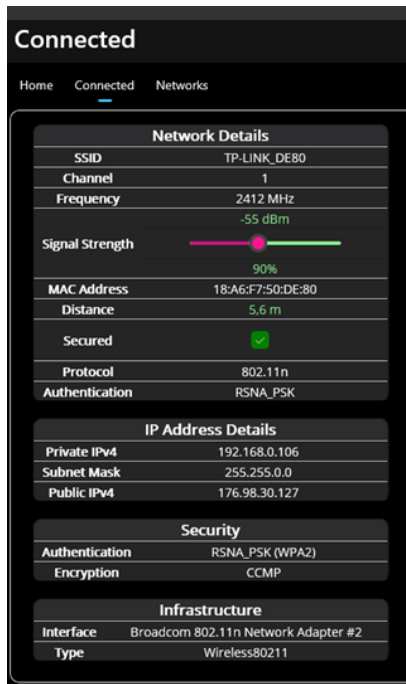 Connected
Home Connected Networks
Network Details
SSID TP-LINK_DE80
Channel 1
Frequency 2412 MHz
-55 dBm
Signal Strength
90%
MAC Address 18:A6:F7:50:DE:80
Distance 5,6 m
Secured
Protocol 802.11n
Authentication RSNA_PSK
IP Address Details
Private IPv4 192.168.0.106
Subnet Mask 255.255.0.0
Public IPv4 176.98.30.127
Security
Authentication RSNA_PSK (WPA2)
Encryption CCMP
Infrastructure
Interface Broadcom 802.11n Network Adapter #2
Type Wireless80211